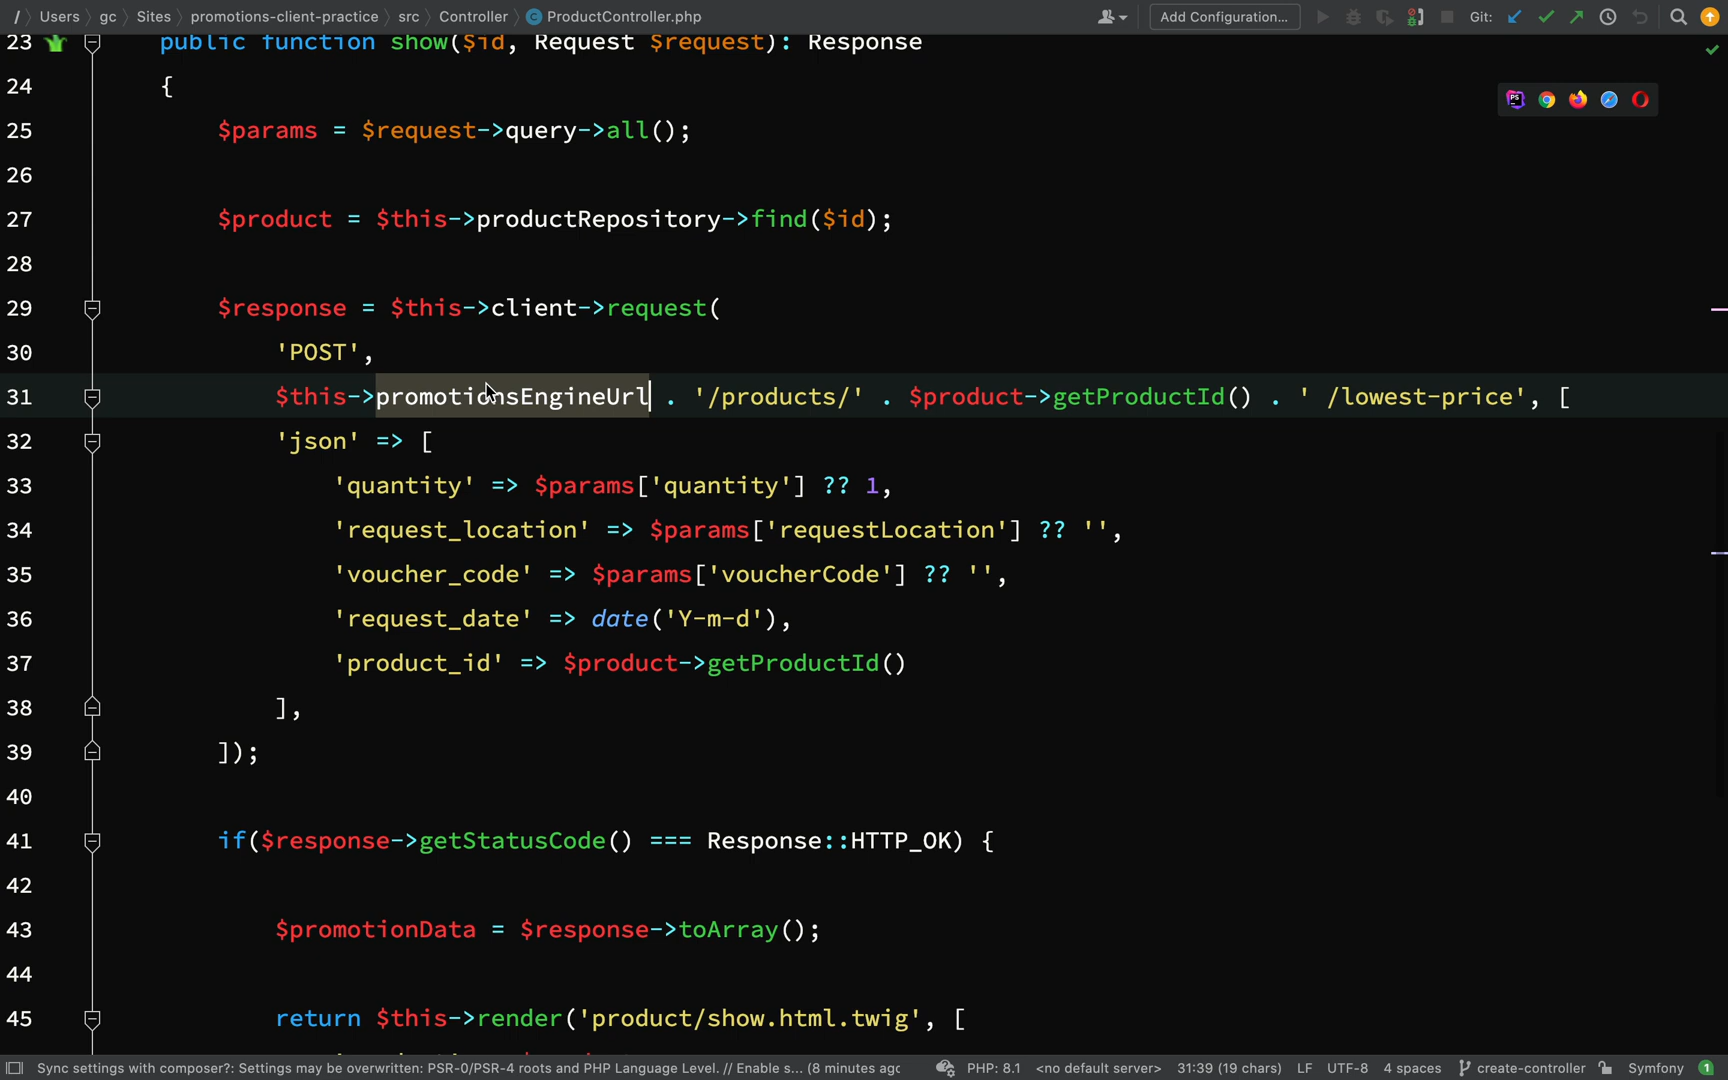 / Users gc Sites promotions-client-practice src Controller ProductController.php Add Configuration... Git:
23 public function show($id, Request $request): Response
24 {
25 $params = $request->query->all();
26
27 $product = $this->productRepository->find($id);
28
29 $response = $this->client->request(
30 'POST',
31 $this->promotionsEngineUrl . '/products/' . $product->getProductId() . ' /lowest-price', [
32 'json' => [
33 'quantity' => $params['quantity'] ?? 1,
34 'request_location' => $params['requestLocation'] ?? '',
35 'voucher_code' => $params['voucherCode'] ?? '',
36 'request_date' => date('Y-m-d'),
37 'product_id' => $product->getProductId()
38 ],
39 ]);
40
41 if($response->getStatusCode() === Response::HTTP_OK) {
42
43 $promotionData = $response->toArray();
44
45 return $this->render('product/show.html.twig', [
Sync settings with composer?: Settings may be overwritten: PSR-0/PSR-4 roots and PHP Language Level. // Enable s... (8 minutes ago PHP: 8.1 <no default server> 31:39 (19 chars) LF UTF-8 4 spaces create-controller Symfony 1